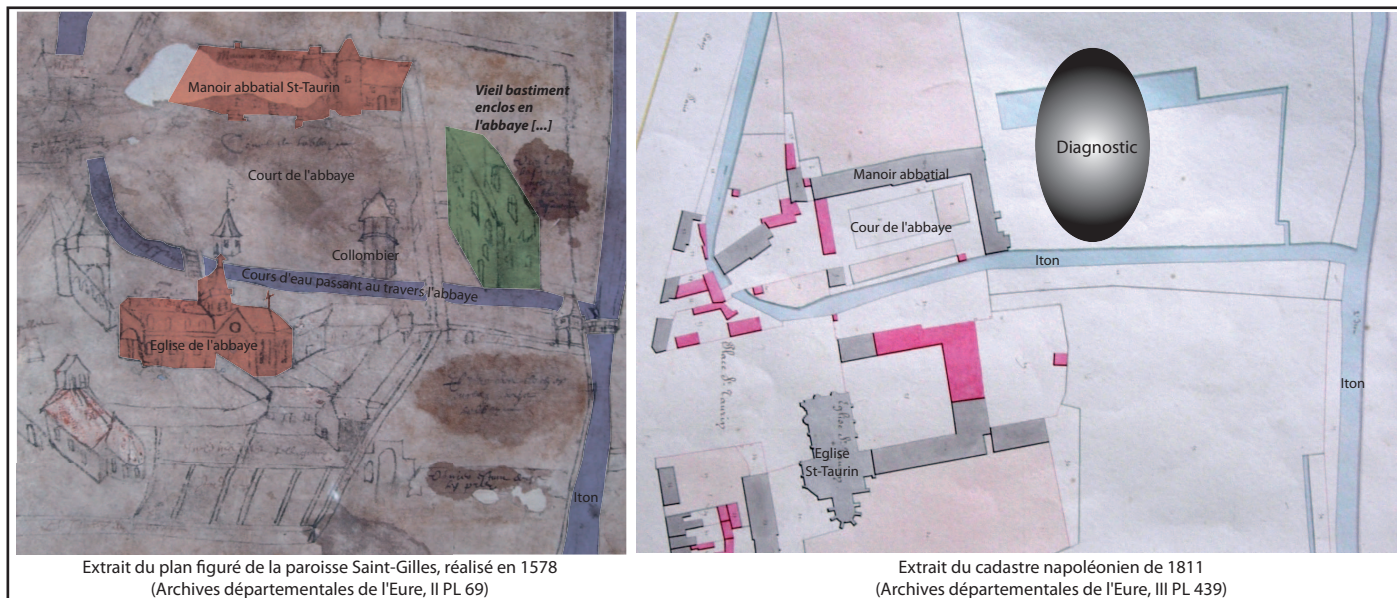 Manoir abbatial St-Taurin
Vieil bastiment
enclos en
l'abbaye [...]
Court de l'abbaye
Collombier
Cours d'eau passant au travers l'abbaye
Eglise de l'abbaye
Iton
Extrait du plan figuré de la paroisse Saint-Gilles, réalisé en 1578
(Archives départementales de l'Eure, II PL 69)
Diagnostic
Manoir abbatial
Cour de l'abbaye
Iton
Iton
Place St Taurin
Eglise
St-Taurin
Extrait du cadastre napoléonien de 1811
(Archives départementales de l'Eure, III PL 439)